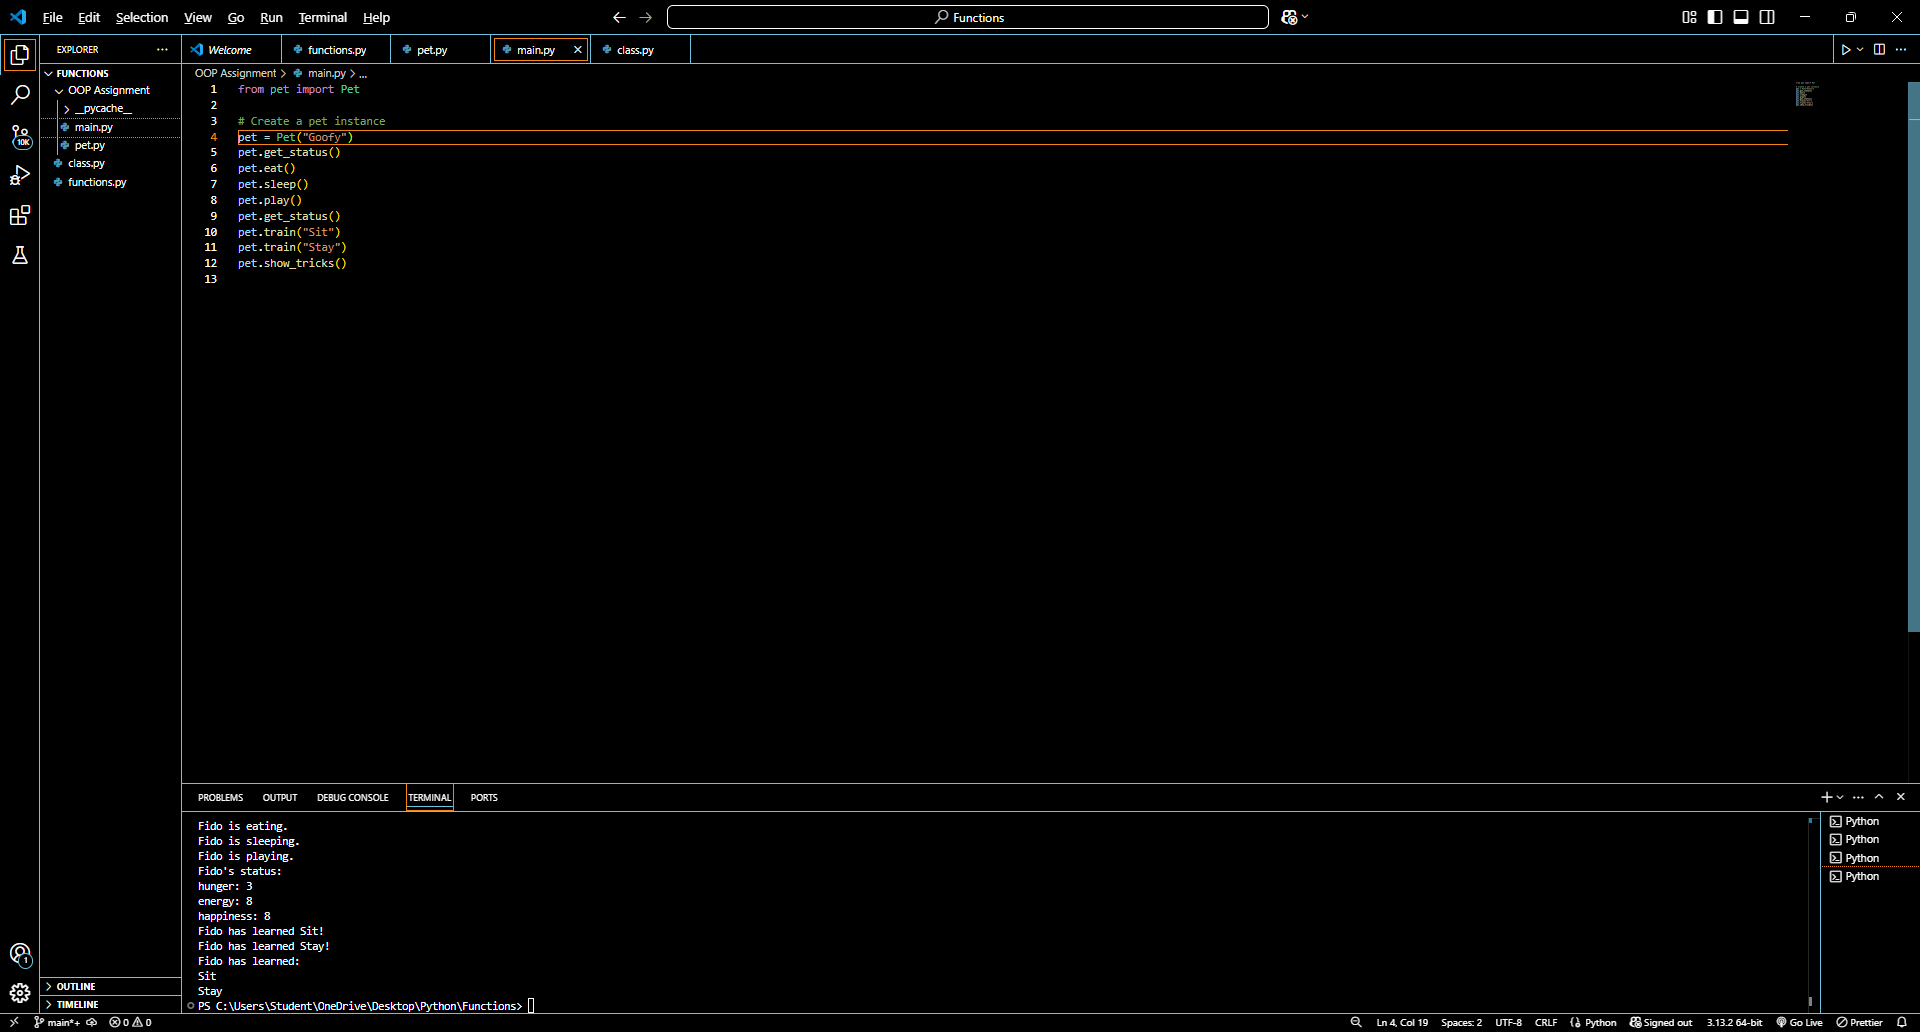 File Edit Selection View Go Run Terminal Help
Functions
EXPLORER
Welcome functions.py pet.py main.py class.py
FUNCTIONS
OOP Assignment
__pycache__
main.py
pet.py
class.py
functions.py
10K
OOP Assignment > main.py > ...
1 from pet import Pet
2
3 # Create a pet instance
4 pet = Pet("Goofy")
5 pet.get_status()
6 pet.eat()
7 pet.sleep()
8 pet.play()
9 pet.get_status()
10 pet.train("Sit")
11 pet.train("Stay")
12 pet.show_tricks()
13
PROBLEMS OUTPUT DEBUG CONSOLE TERMINAL PORTS
Fido is eating.
Fido is sleeping.
Fido is playing.
Fido's status:
hunger: 3
energy: 8
happiness: 8
Fido has learned Sit!
Fido has learned Stay!
Fido has learned:
Sit
Stay
PS C:\Users\Student\OneDrive\Desktop\Python\Functions>
Python
Python
Python
Python
1
OUTLINE
TIMELINE
main*+ 0 0 Ln 4, Col 19 Spaces: 2 UTF-8 CRLF {} Python Signed out 3.13.2 64-bit Go Live Prettier